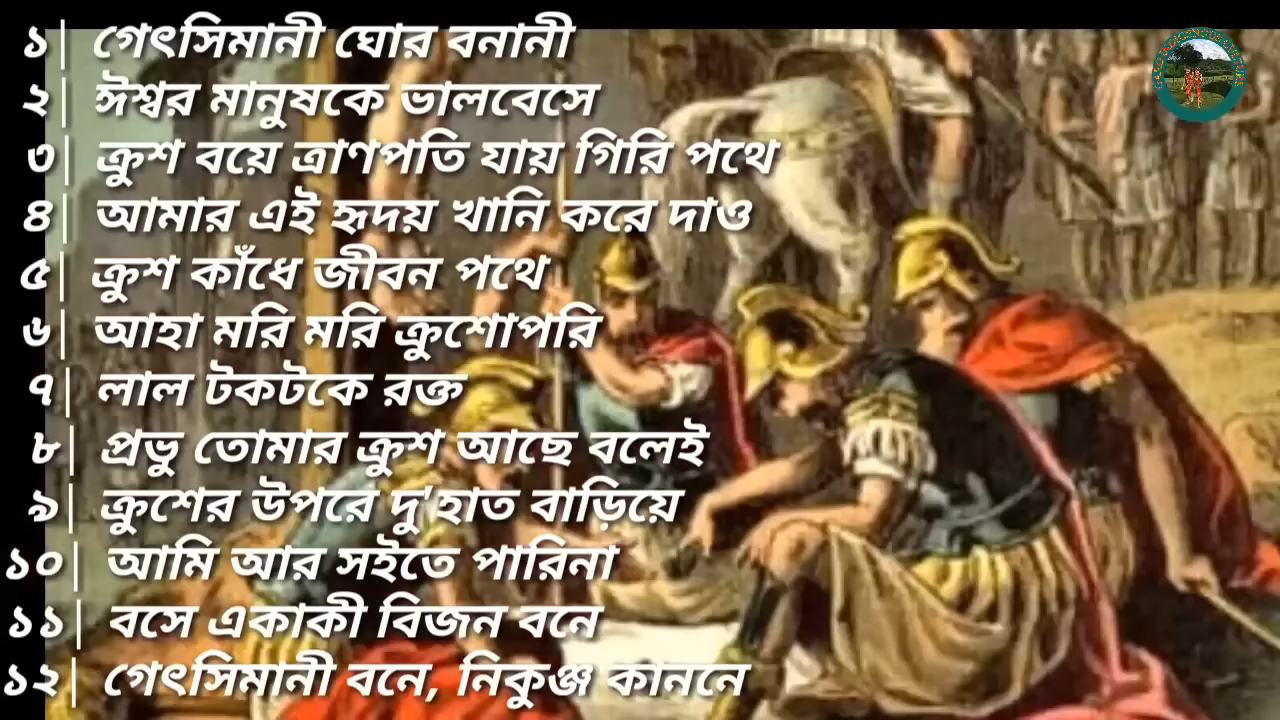 ১| গেৎসিমানী ঘোর বনানী
২| ঈশ্বর মানুষকে ভালবেসে
৩| ক্রুশ বয়ে ত্রাণপতি যায় গিরি পথে
৪| আমার এই হৃদয় খানি করে দাও
৫| ক্রুশ কাঁধে জীবন পথে
৬| আহা মরি মরি ক্রুশোপরি
৭| লাল টকটকে রক্ত
৮| প্রভু তোমার ক্রুশ আছে বলেই
৯| ক্রুশের উপরে দু'হাত বাড়িয়ে
১০| আমি আর সইতে পারিনা
১১| বসে একাকী বিজন বনে
১২| গেৎসিমানী বনে, নিকুঞ্জ কাননে